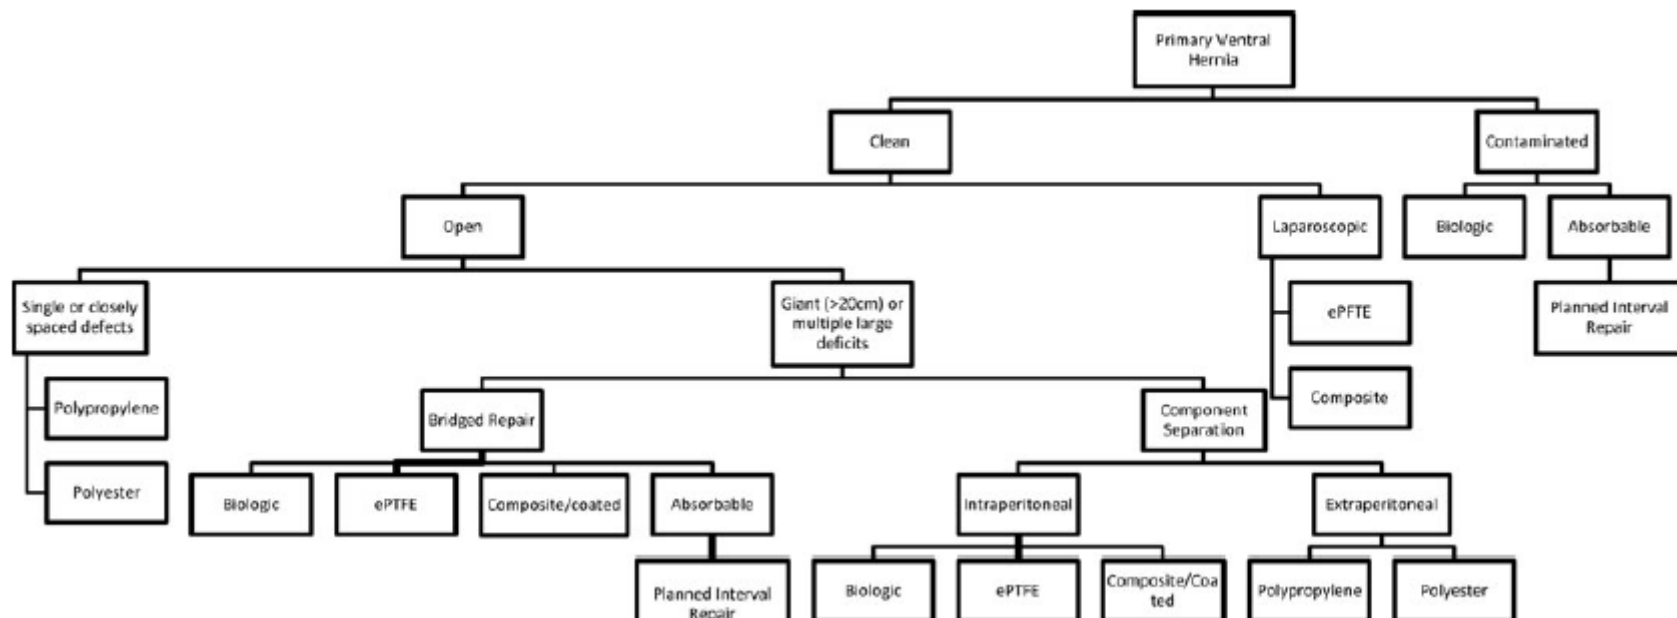 Primary Ventral
Hernia
Clean
Contaminated
Open
Laparoscopic
Biologic
Absorbable
Single or closely
spaced defects
Giant (>20cm) or
multiple large
deficits
ePFTE
Planned Interval
Repair
Polypropylene
Bridged Repair
Component
Separation
Composite
Polyester
Biologic
ePTFE
Composite/coated
Absorbable
Intraperitoneal
Extraperitoneal
Planned Interval
Repair
Biologic
ePTFE
Composite/Coa
ted
Polypropylene
Polyester